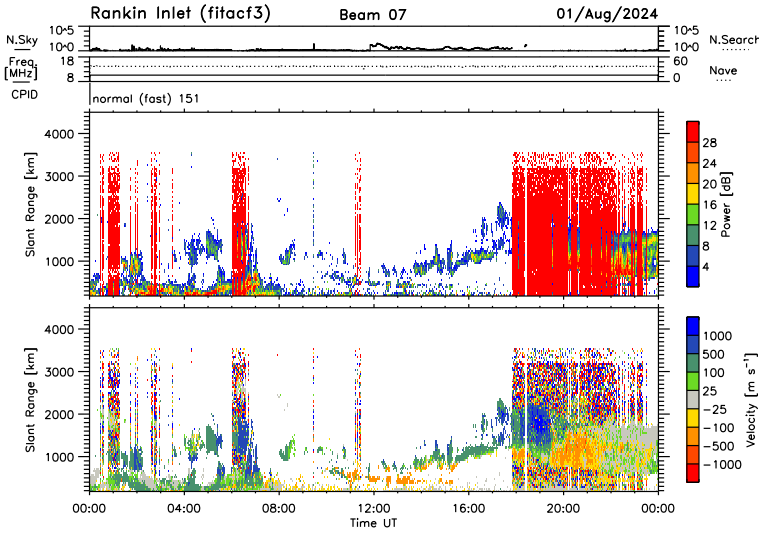 Rankin Inlet (fitacf3) Beam 07 01/Aug/2024
10^5 10^5
N.Sky N.Search
10^0 10^0
18 60
Freq. [MHz] Nave
8 0
CPID normal (fast) 151
4000
3000
2000
1000
Slant Range [km]
28
24
20
16
12
8
4
Power [dB]
4000
3000
2000
1000
Slant Range [km]
1000
500
100
25
-25
-100
-500
-1000
Velocity [m s⁻¹]
00:00 04:00 08:00 12:00 16:00 20:00 00:00
Time UT